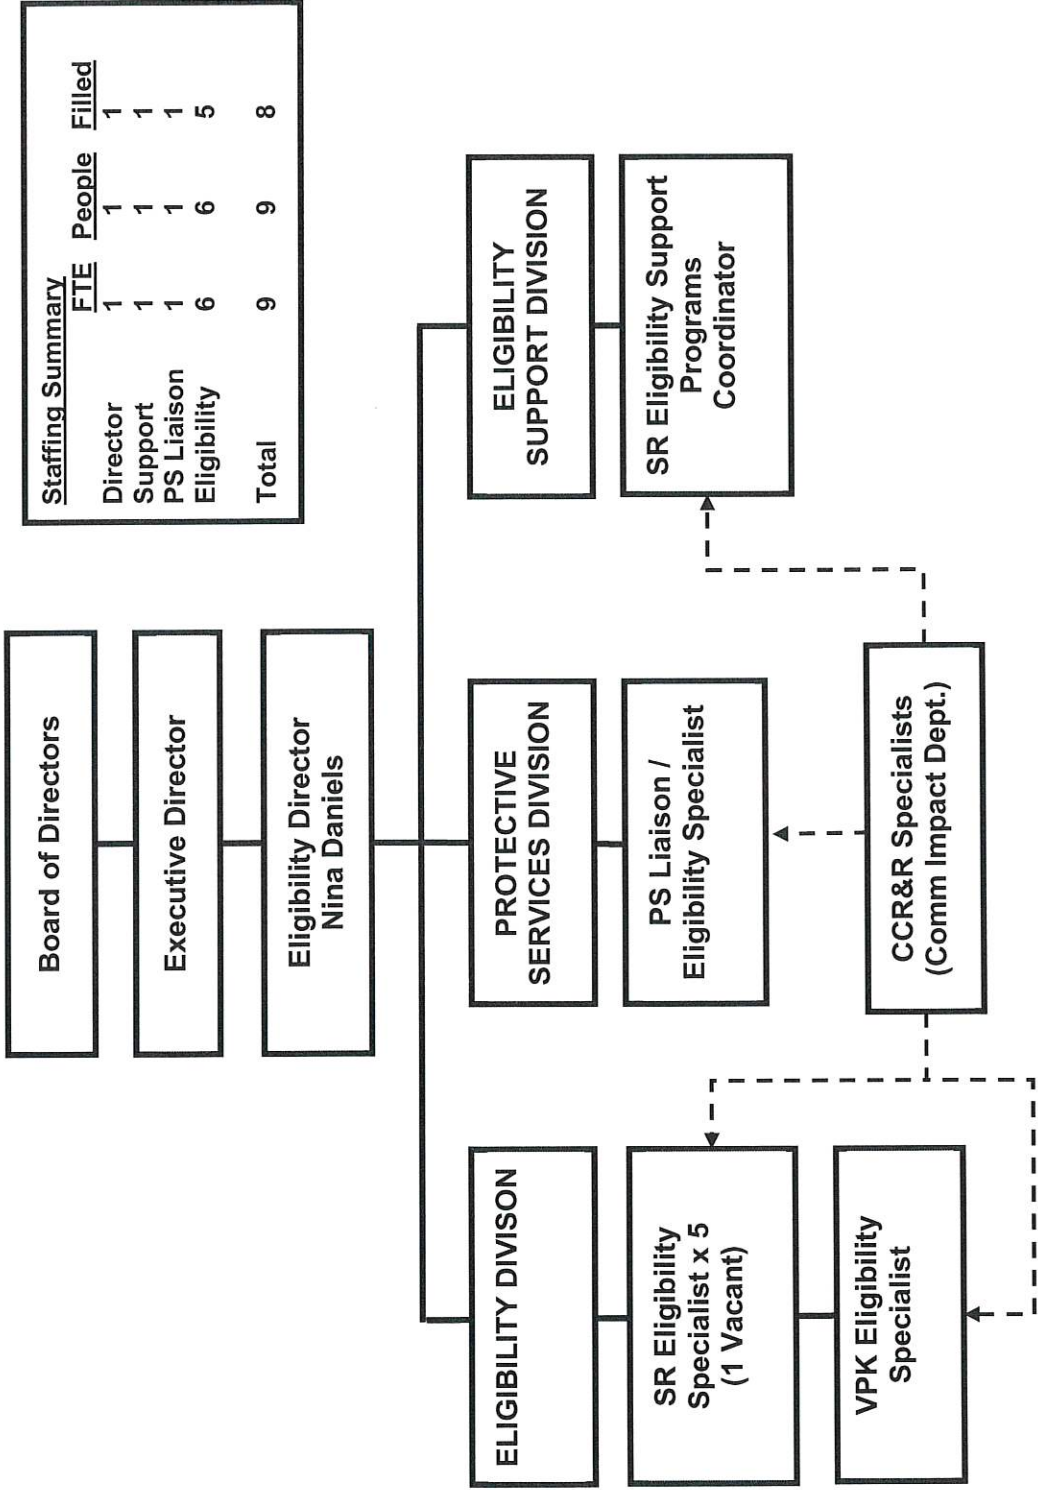 Board of Directors
Executive Director
Eligibility Director
Nina Daniels
Staffing Summary
FTE People Filled
Director 1 1 1
Support 1 1 1
PS Liaison 1 1 1
Eligibility 6 6 5
Total 9 9 8
ELIGIBILITY DIVISON
SR Eligibility
Specialist x 5
(1 Vacant)
VPK Eligibility
Specialist
PROTECTIVE
SERVICES DIVISION
PS Liaison /
Eligibility Specialist
CCR&R Specialists
(Comm Impact Dept.)
ELIGIBILITY
SUPPORT DIVISION
SR Eligibility Support
Programs
Coordinator